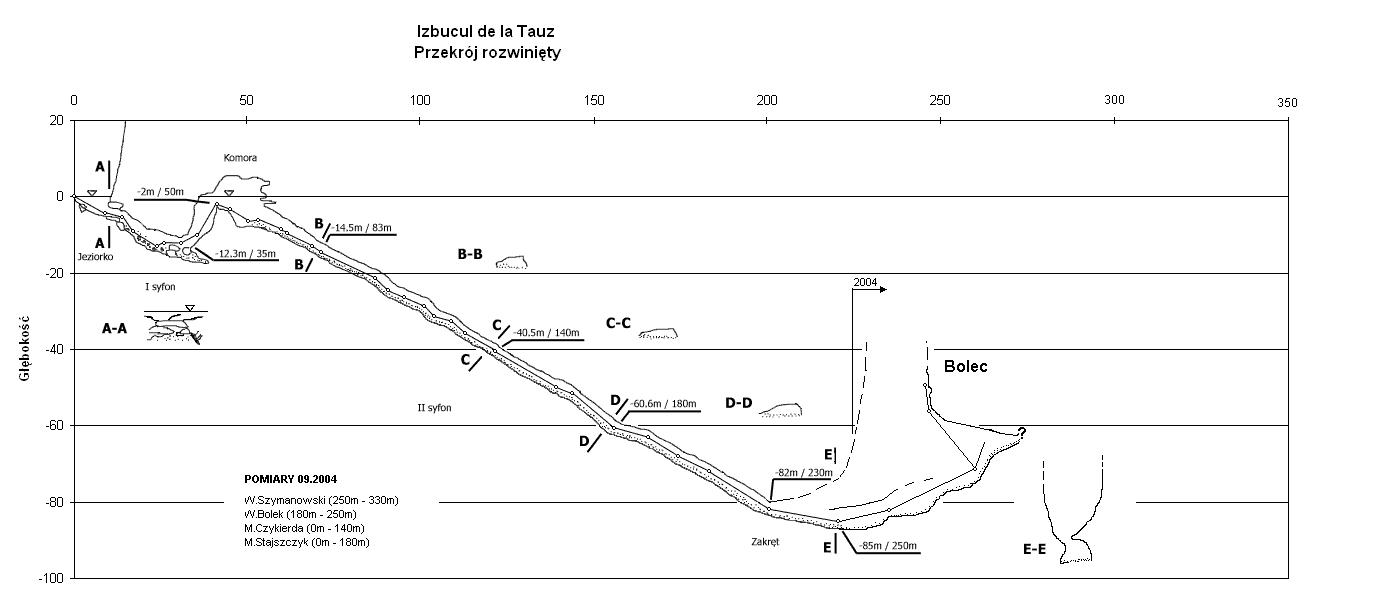 Izbucul de la Tauz
Przekrój rozwinięty
0 50 100 150 200 250 300 350
20
0
-20
-40
-60
-80
-100
Głębokość
A
A
Jeziorko
I syfon
A-A
Komora
-2m / 50m
-12.3m / 35m
B
-14.5m / 83m
B
B-B
C
-40.5m / 140m
C
C-C
II syfon
D
-60.6m / 180m
D
D-D
2004
Bolec
?
E
-82m / 230m
E
-85m / 250m
Zakręt
E-E
POMIARY 09.2004
W.Szymanowski (250m - 330m)
W.Bolek (180m - 250m)
M.Czykierda (0m - 140m)
M.Stajszczyk (0m - 180m)